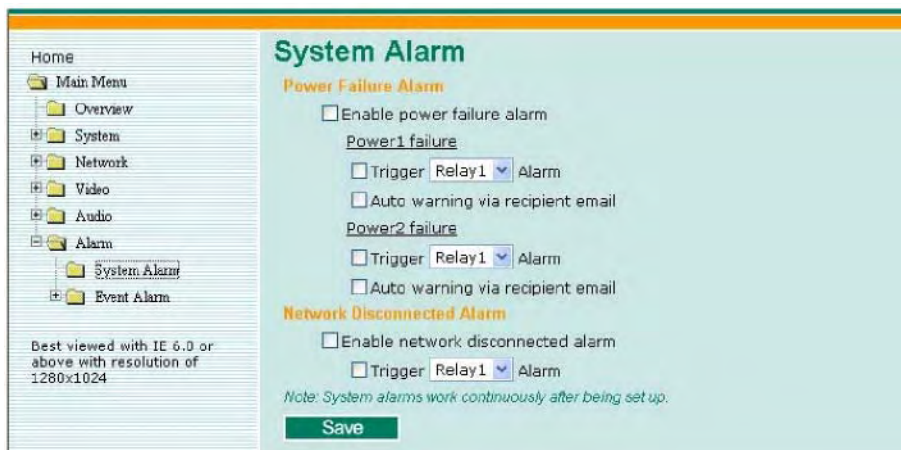 Home
Main Menu
Overview
System
Network
Video
Audio
Alarm
System Alarm
Event Alarm
Best viewed with IE 6.0 or
above with resolution of
1280x1024
System Alarm
Power Failure Alarm
Enable power failure alarm
Power1 failure
Trigger Relay1 Alarm
Auto warning via recipient email
Power2 failure
Trigger Relay1 Alarm
Auto warning via recipient email
Network Disconnected Alarm
Enable network disconnected alarm
Trigger Relay1 Alarm
Note: System alarms work continuously after being set up.
Save